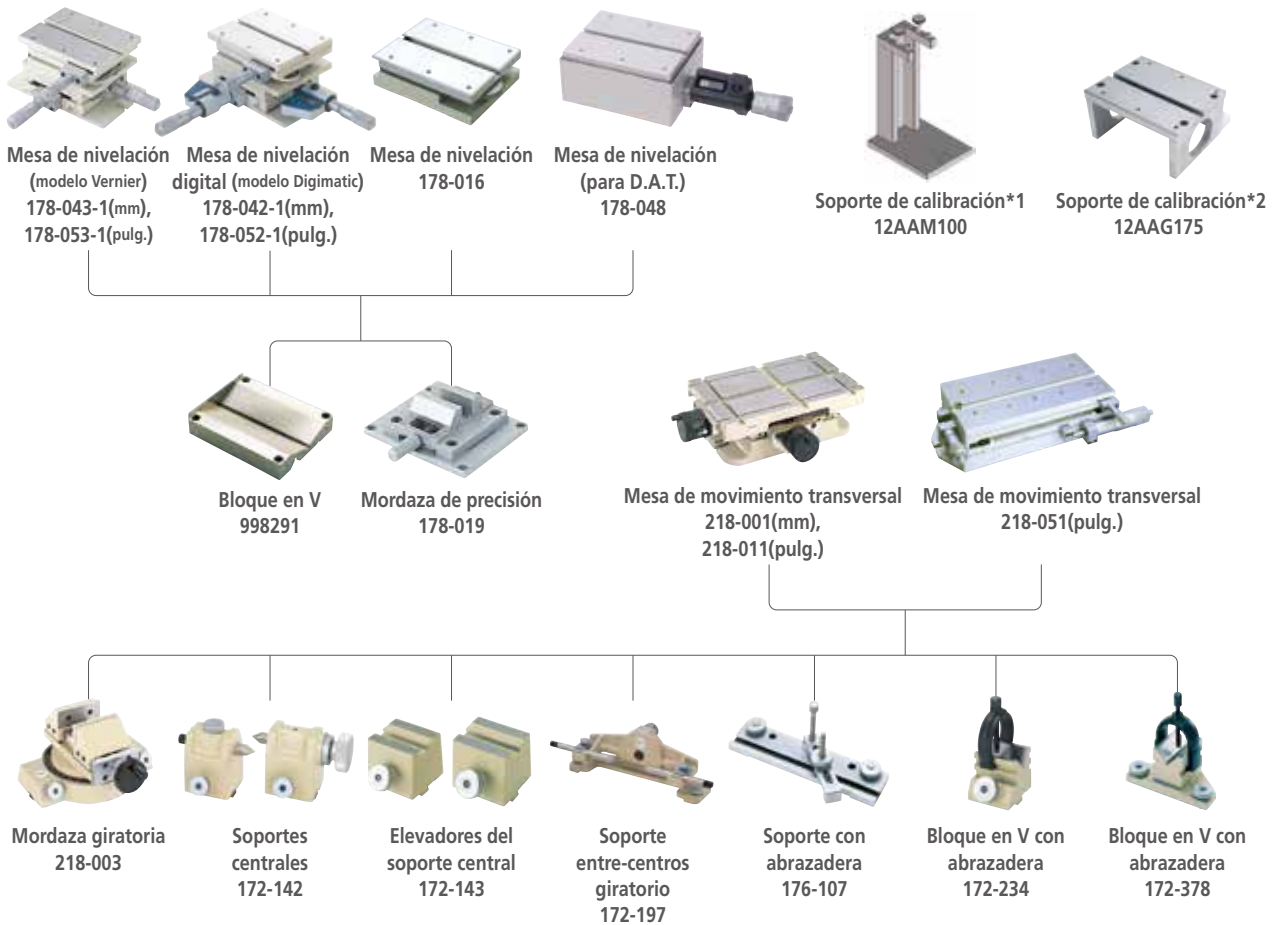 Mesa de nivelación
(modelo Vernier)
178-043-1(mm),
178-053-1(pulg.)
Mesa de nivelación
digital (modelo Digimatic)
178-042-1(mm),
178-052-1(pulg.)
Mesa de nivelación
178-016
Mesa de nivelación
(para D.A.T.)
178-048
Soporte de calibración*1
12AAM100
Soporte de calibración*2
12AAG175
Bloque en V
998291
Mordaza de precisión
178-019
Mesa de movimiento transversal
218-001(mm),
218-011(pulg.)
Mesa de movimiento transversal
218-051(pulg.)
Mordaza giratoria
218-003
Soportes
centrales
172-142
Elevadores del
soporte central
172-143
Soporte
entre-centros
giratorio
172-197
Soporte con
abrazadera
176-107
Bloque en V con
abrazadera
172-234
Bloque en V con
abrazadera
172-378